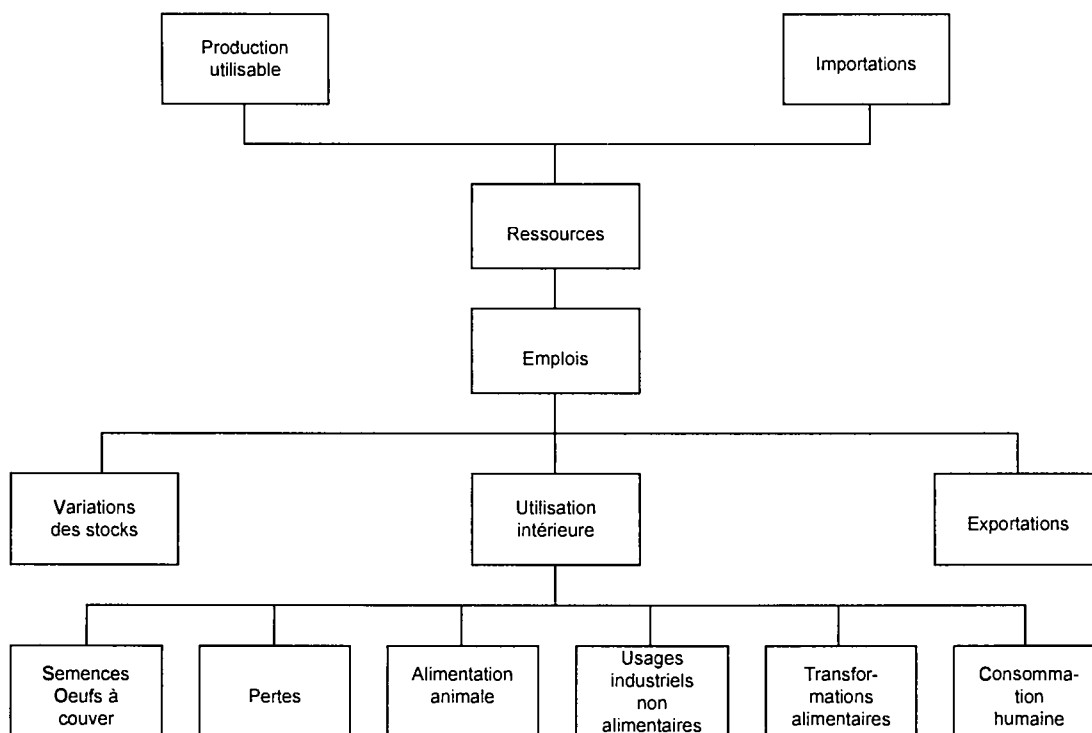 Production
utilisable
Importations
Ressources
Emplois
Variations
des stocks
Utilisation
intérieure
Exportations
Semences
Oeufs à
couver
Pertes
Alimentation
animale
Usages
industriels
non
alimentaires
Transfor-
mations
alimentaires
Consomma-
tion
humaine